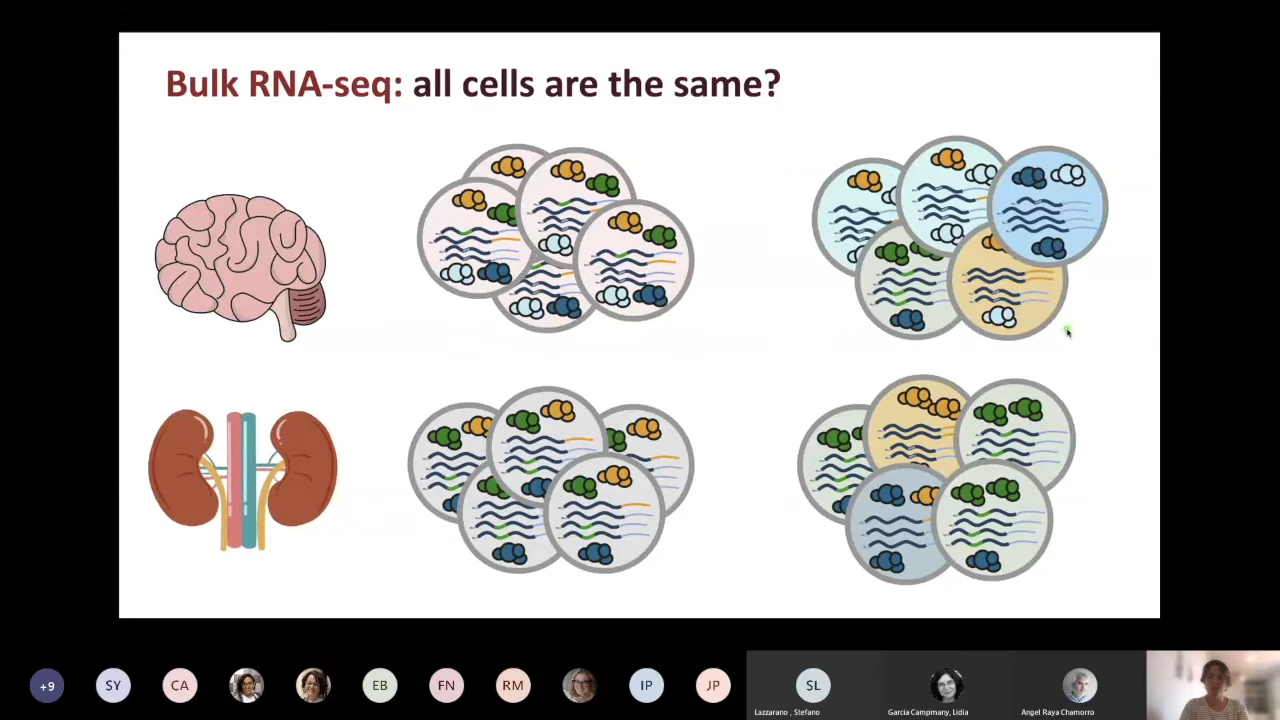 Bulk RNA-seq: all cells are the same?
+9
SY
CA
EB
FN
RM
IP
JP
SL
Lazzarano , Stefano
Garcia Campmany, Lidia
Angel Raya Chamorro